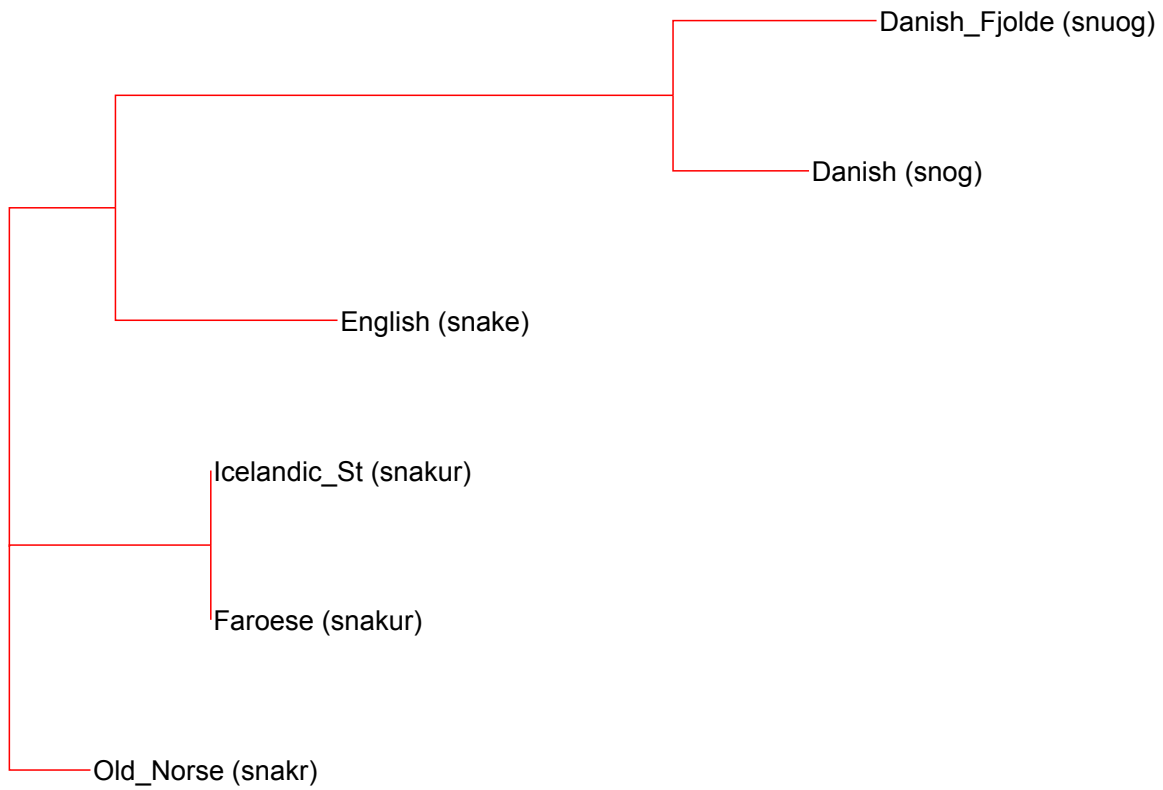 Danish_Fjolde (snuog)
Danish (snog)
English (snake)
Icelandic_St (snakur)
Faroese (snakur)
Old_Norse (snakr)